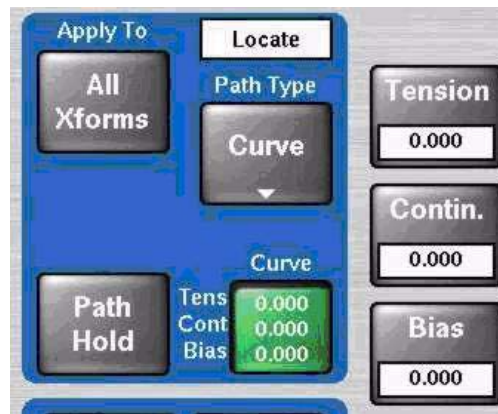 Apply To
Locate
All
Xforms
Path Type
Curve
Tension
0.000
Contin.
0.000
Curve
Path
Hold
Tens 0.000
Cont 0.000
Bias 0.000
Bias
0.000